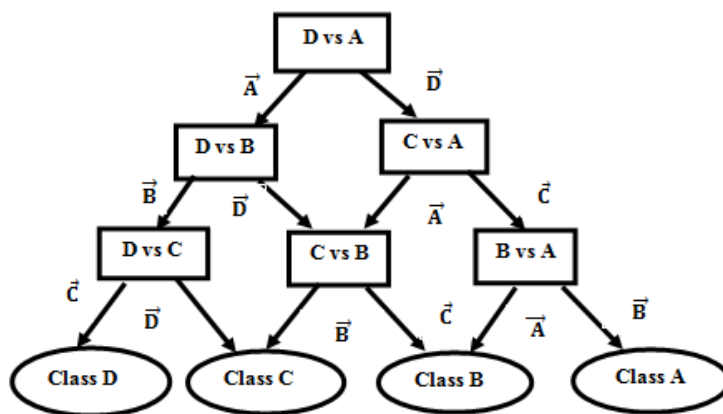 D vs A
A⃗
D⃗
D vs B
C vs A
B⃗
D⃗
A⃗
C⃗
D vs C
C vs B
B vs A
C⃗
D⃗
B⃗
C⃗
A⃗
B⃗
Class D
Class C
Class B
Class A